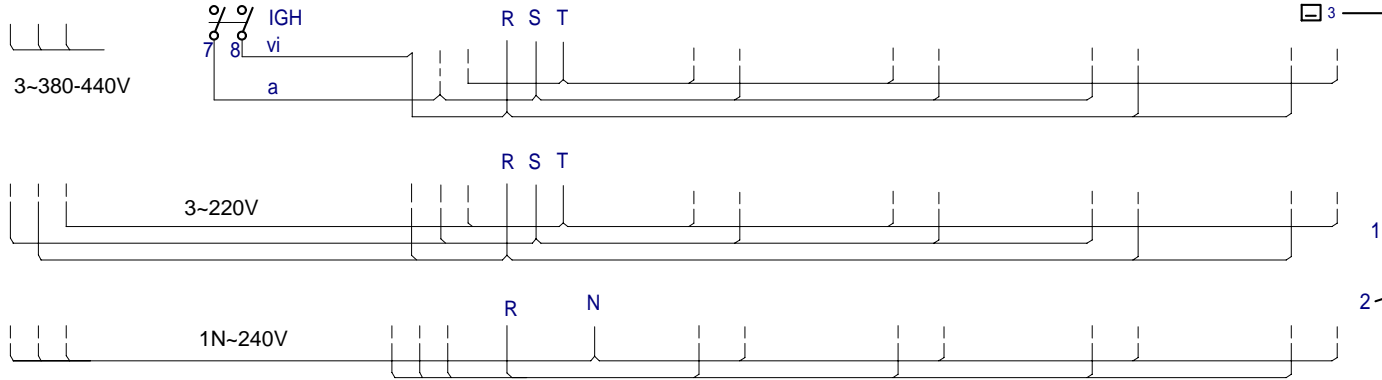 IGH
R S T
3
7 8 vi
3~380-440V
a
R S T
3~220V
1
R N
2
1N~240V